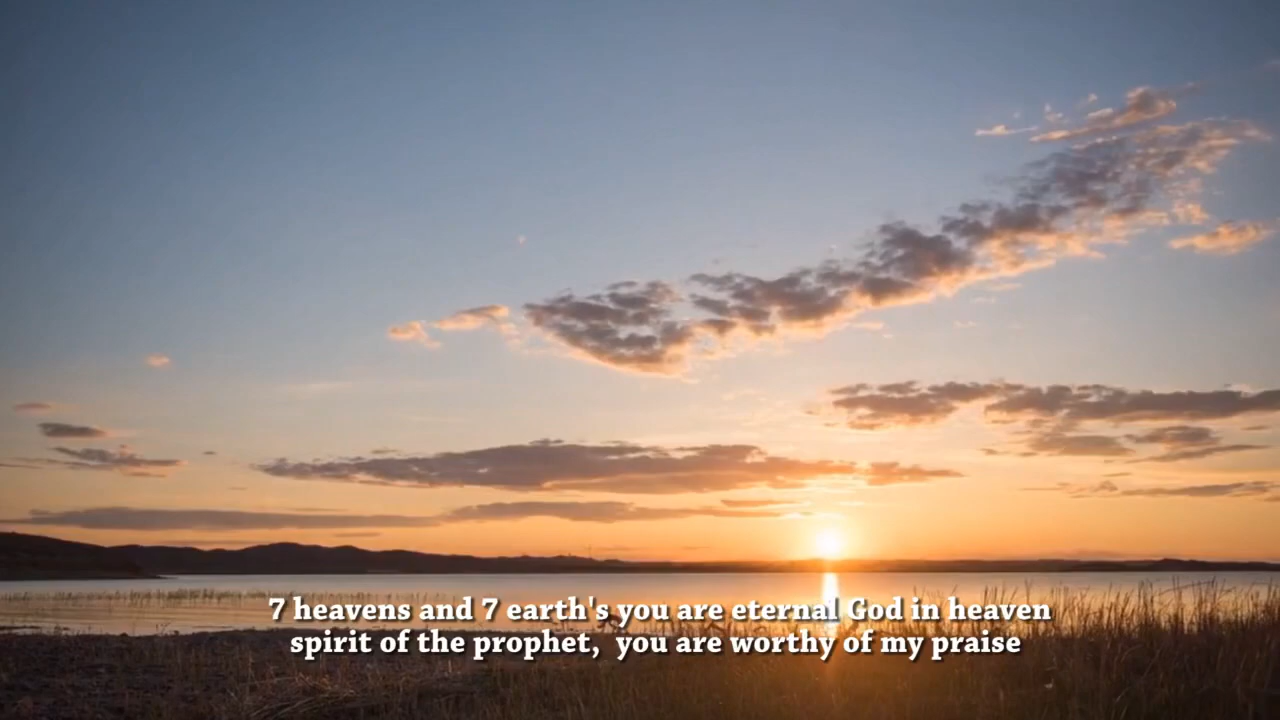 7 heavens and 7 earth's you are eternal God in heaven
spirit of the prophet,  you are worthy of my praise